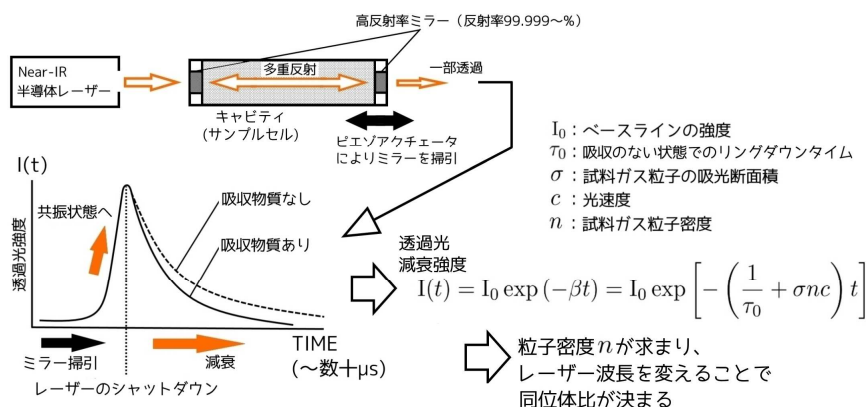 高反射率ミラー（反射率99.999～%）
Near-IR
半導体レーザー
多重反射
一部透過
キャビティ
(サンプルセル)
ピエゾアクチェータ
によりミラーを掃引
I₀：ベースラインの強度
τ₀：吸収のない状態でのリングダウンタイム
σ：試料ガス粒子の吸光断面積
c：光速度
n：試料ガス粒子密度
I(t)
透過光強度
共振状態へ
吸収物質なし
吸収物質あり
ミラー掃引
減衰
TIME
(～数十μs)
レーザーのシャットダウン
透過光
減衰強度
I(t) = I₀ exp (−βt) = I₀ exp [−(1/τ₀ + σnc) t]
粒子密度nが求まり、
レーザー波長を変えることで
同位体比が決まる